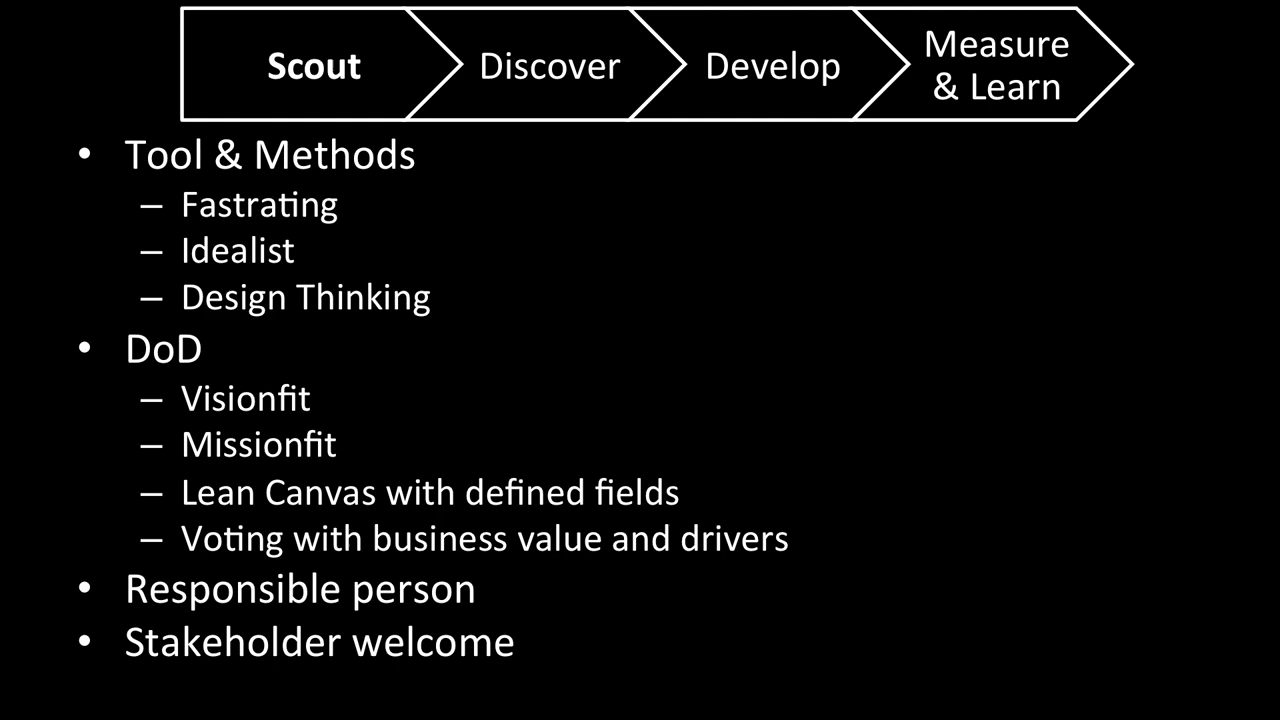 Scout
Discover
Develop
Measure
& Learn
• Tool & Methods
– Fastrating
– Idealist
– Design Thinking
• DoD
– Visionfit
– Missionfit
– Lean Canvas with defined fields
– Voting with business value and drivers
• Responsible person
• Stakeholder welcome